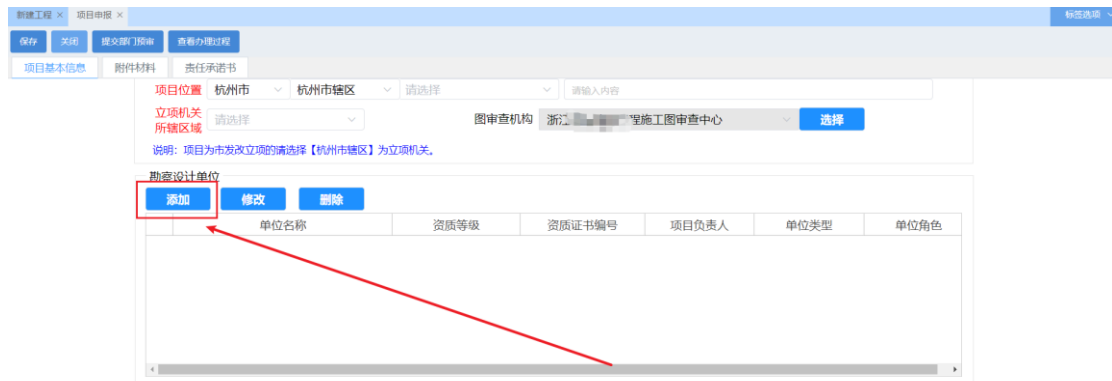 新建工程 × 项目申报 × 标签选项
保存 关闭 提交部门预审 查看办理过程
项目基本信息 附件材料 责任承诺书
项目位置 杭州市 杭州市辖区 请选择 请输入内容
立项机关
所辖区域 请选择 图审查机构 浙江 程施工图审查中心 选择
说明：项目为市发改立项的请选择【杭州市辖区】为立项机关。
勘察设计单位
添加 修改 删除
单位名称 资质等级 资质证书编号 项目负责人 单位类型 单位角色